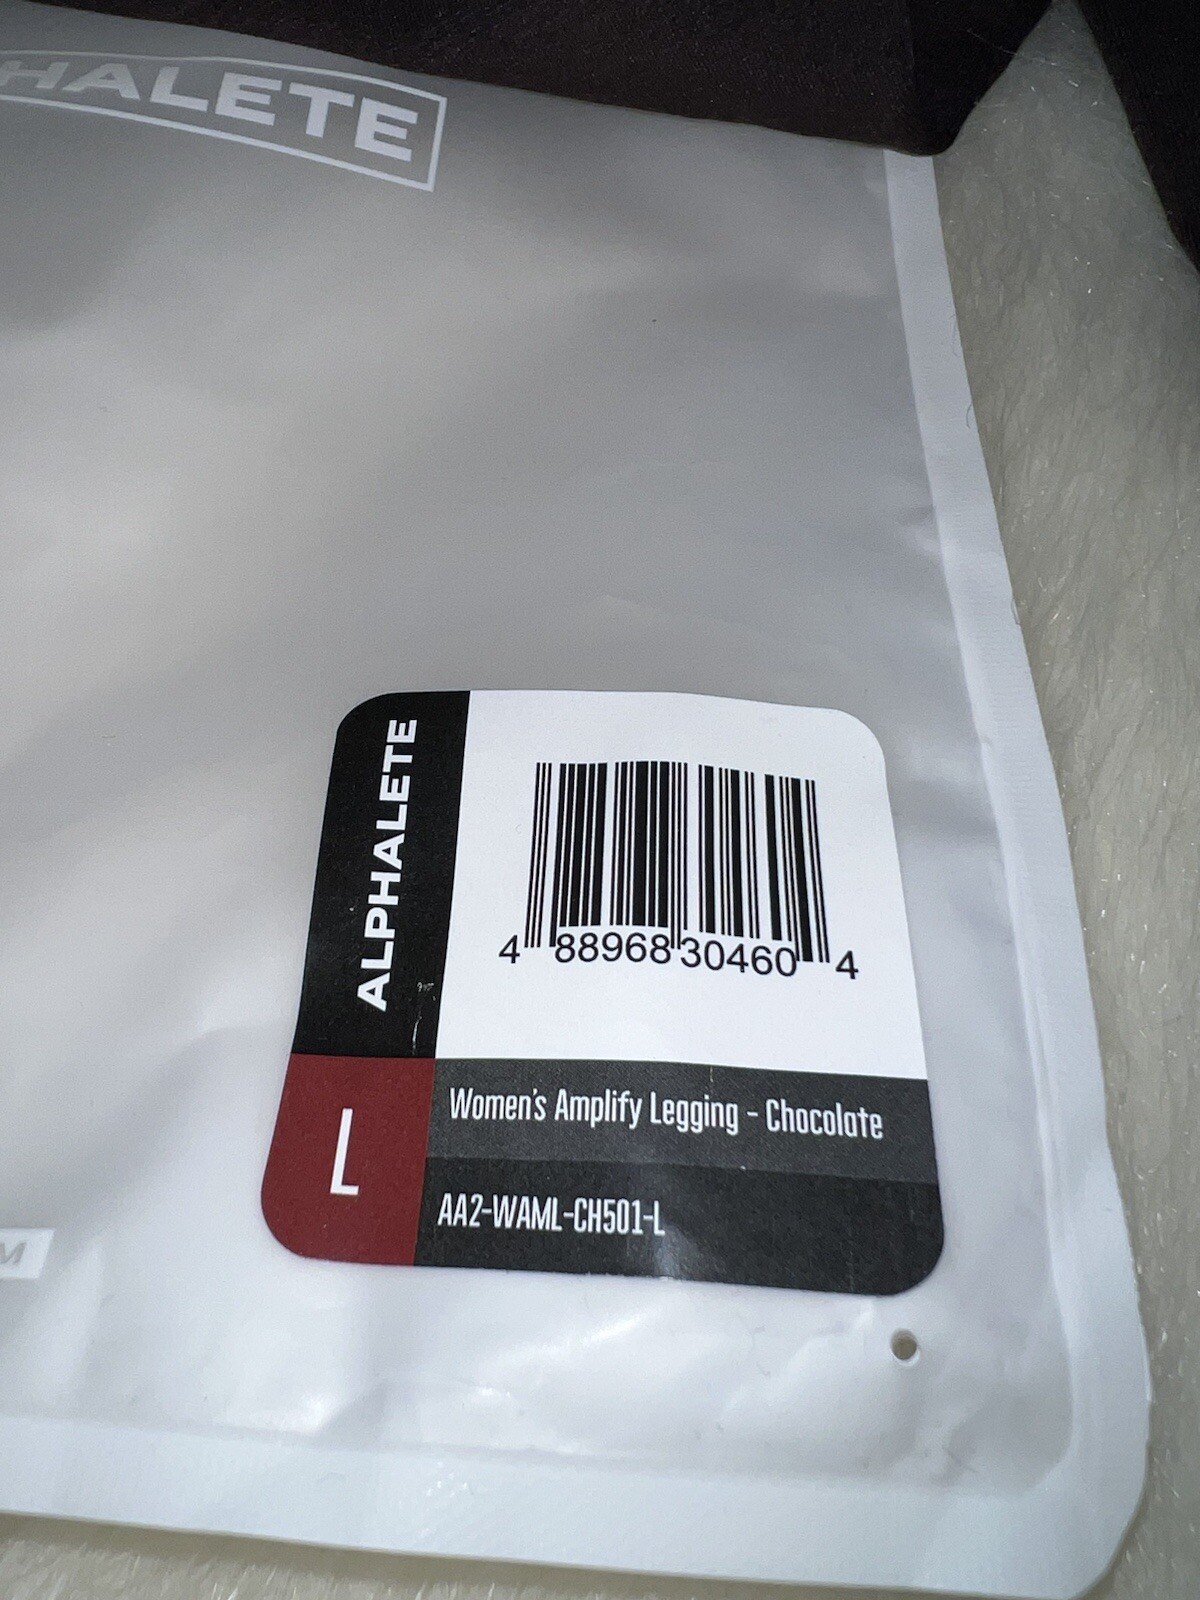 HALETE
ALPHALETE
4 88968 30460 4
Women's Amplify Legging - Chocolate
L
AA2-WAML-CH501-L
M